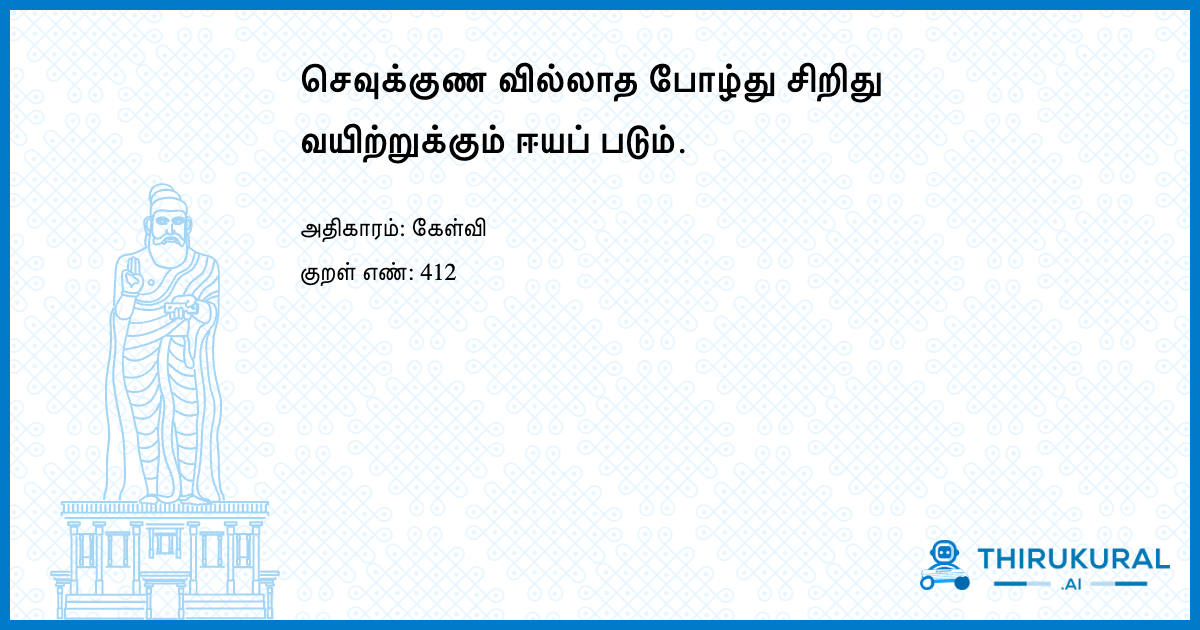 செவுக்குண வில்லாத போழ்து சிறிது
வயிற்றுக்கும் ஈயப் படும்.
அதிகாரம்: கேள்வி
குறள் எண்: 412
THIRUKURAL
.AI